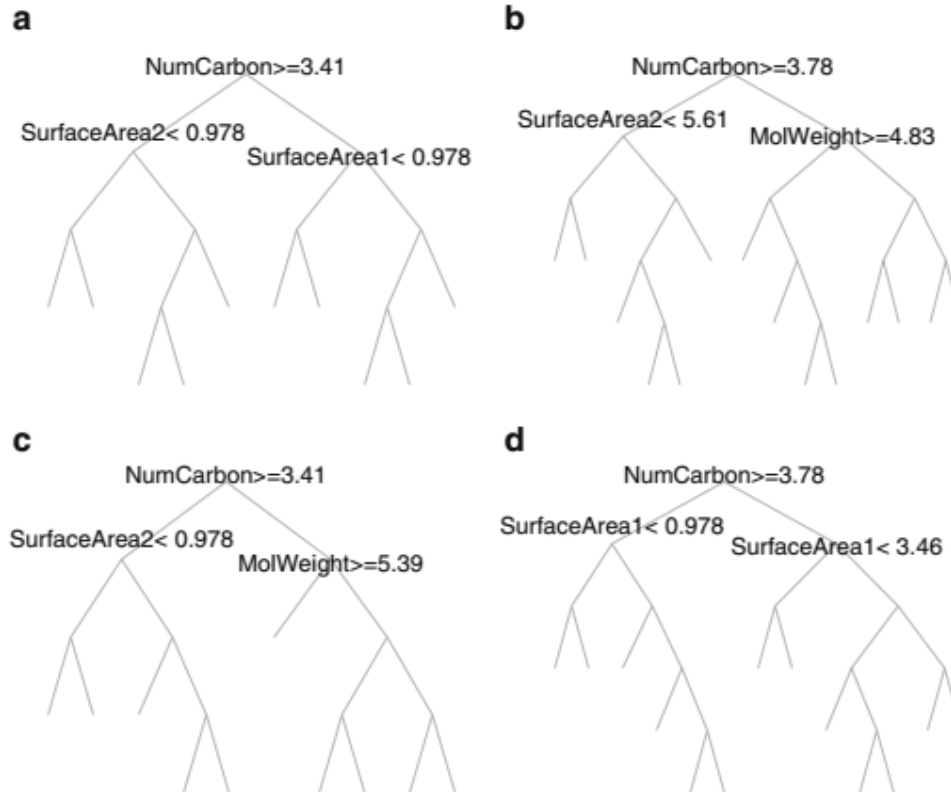 a
NumCarbon>=3.41
SurfaceArea2< 0.978
SurfaceArea1< 0.978
b
NumCarbon>=3.78
SurfaceArea2< 5.61
MolWeight>=4.83
c
NumCarbon>=3.41
SurfaceArea2< 0.978
MolWeight>=5.39
d
NumCarbon>=3.78
SurfaceArea1< 0.978
SurfaceArea1< 3.46